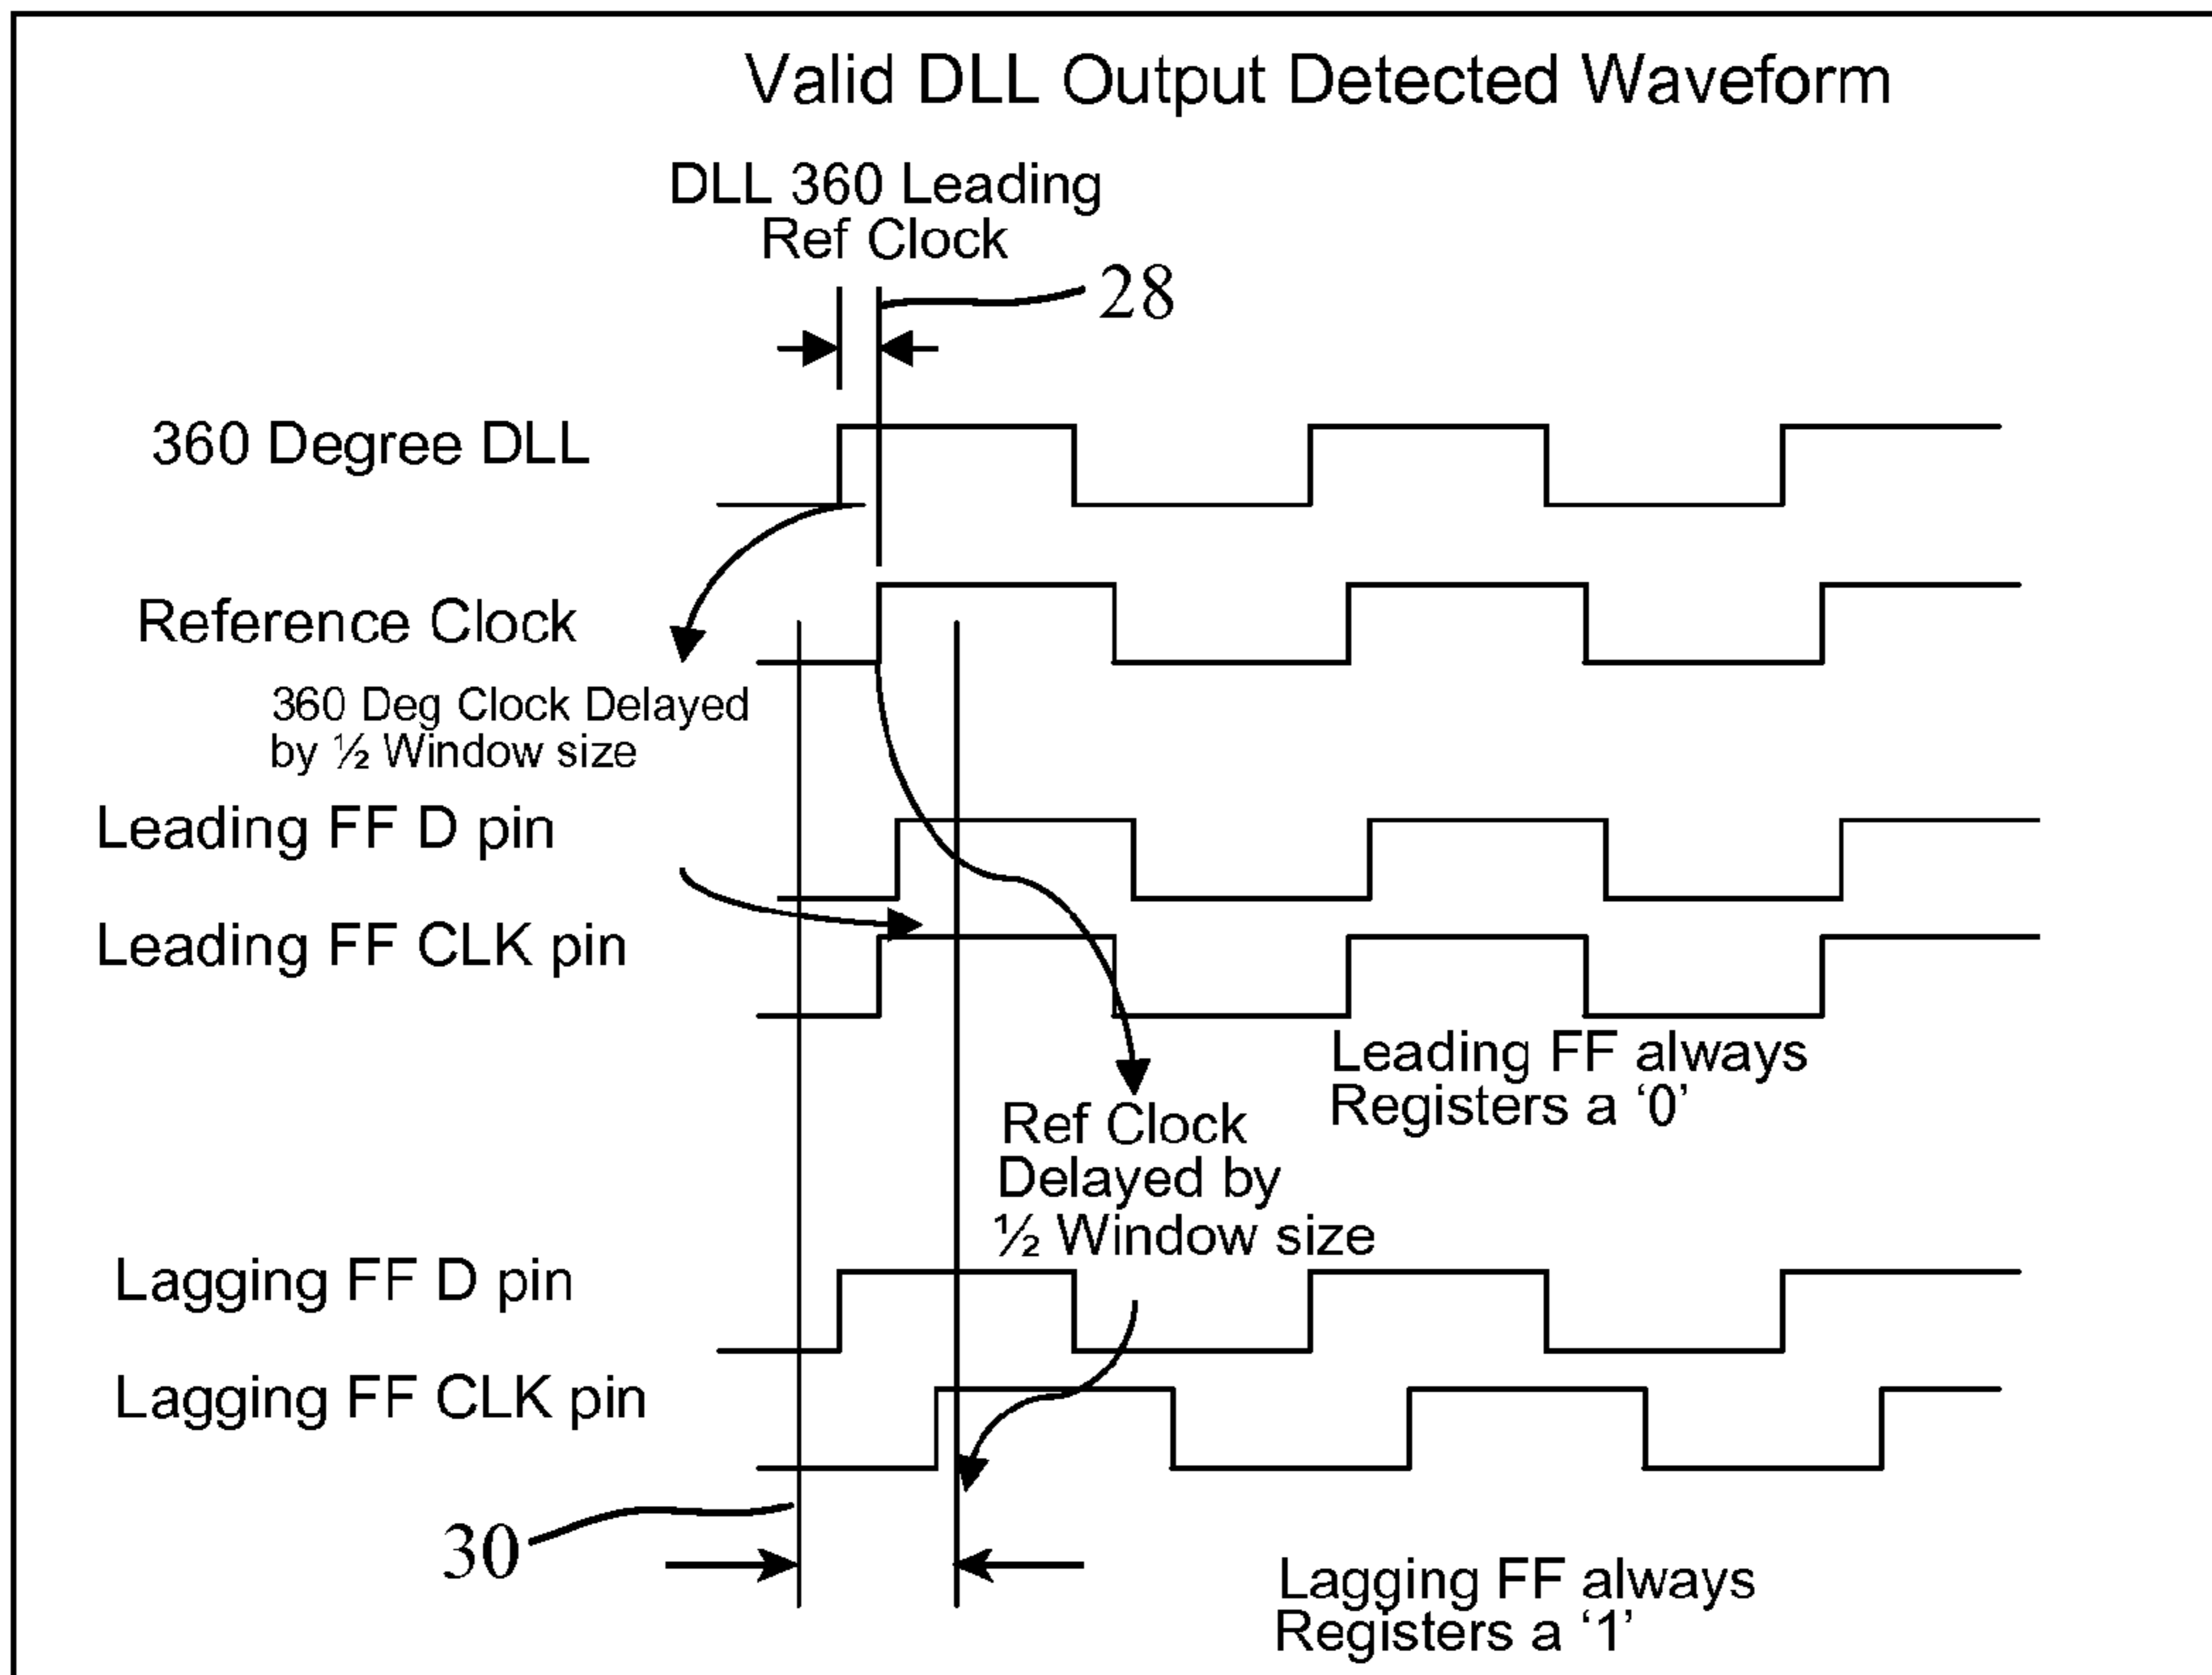 Valid DLL Output Detected Waveform
DLL 360 Leading
Ref Clock
28
360 Degree DLL
Reference Clock
360 Deg Clock Delayed
by ½ Window size
Leading FF D pin
Leading FF CLK pin
Leading FF always
Registers a ‘0’
Ref Clock
Delayed by
½ Window size
Lagging FF D pin
Lagging FF CLK pin
30
Lagging FF always
Registers a ‘1’